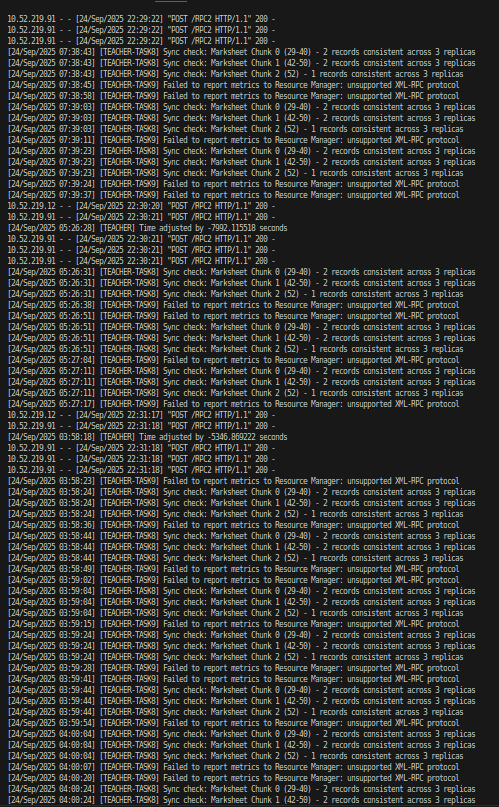 10.52.219.91 - - [24/Sep/2025 22:29:22] "POST /RPC2 HTTP/1.1" 200 -
10.52.219.91 - - [24/Sep/2025 22:29:22] "POST /RPC2 HTTP/1.1" 200 -
10.52.219.91 - - [24/Sep/2025 22:29:22] "POST /RPC2 HTTP/1.1" 200 -
[24/Sep/2025 07:38:43] [TEACHER-TASK8] Sync check: Marksheet Chunk 0 (29-40) - 2 records consistent across 3 replicas
[24/Sep/2025 07:38:43] [TEACHER-TASK8] Sync check: Marksheet Chunk 1 (42-50) - 2 records consistent across 3 replicas
[24/Sep/2025 07:38:43] [TEACHER-TASK8] Sync check: Marksheet Chunk 2 (52) - 1 records consistent across 3 replicas
[24/Sep/2025 07:38:45] [TEACHER-TASK9] Failed to report metrics to Resource Manager: unsupported XML-RPC protocol
[24/Sep/2025 07:38:58] [TEACHER-TASK9] Failed to report metrics to Resource Manager: unsupported XML-RPC protocol
[24/Sep/2025 07:39:03] [TEACHER-TASK8] Sync check: Marksheet Chunk 0 (29-40) - 2 records consistent across 3 replicas
[24/Sep/2025 07:39:03] [TEACHER-TASK8] Sync check: Marksheet Chunk 1 (42-50) - 2 records consistent across 3 replicas
[24/Sep/2025 07:39:03] [TEACHER-TASK8] Sync check: Marksheet Chunk 2 (52) - 1 records consistent across 3 replicas
[24/Sep/2025 07:39:11] [TEACHER-TASK9] Failed to report metrics to Resource Manager: unsupported XML-RPC protocol
[24/Sep/2025 07:39:23] [TEACHER-TASK8] Sync check: Marksheet Chunk 0 (29-40) - 2 records consistent across 3 replicas
[24/Sep/2025 07:39:23] [TEACHER-TASK8] Sync check: Marksheet Chunk 1 (42-50) - 2 records consistent across 3 replicas
[24/Sep/2025 07:39:23] [TEACHER-TASK8] Sync check: Marksheet Chunk 2 (52) - 1 records consistent across 3 replicas
[24/Sep/2025 07:39:24] [TEACHER-TASK9] Failed to report metrics to Resource Manager: unsupported XML-RPC protocol
[24/Sep/2025 07:39:37] [TEACHER-TASK9] Failed to report metrics to Resource Manager: unsupported XML-RPC protocol
10.52.219.12 - - [24/Sep/2025 22:30:20] "POST /RPC2 HTTP/1.1" 200 -
10.52.219.91 - - [24/Sep/2025 22:30:21] "POST /RPC2 HTTP/1.1" 200 -
[24/Sep/2025 05:26:28] [TEACHER] Time adjusted by -7992.115518 seconds
10.52.219.91 - - [24/Sep/2025 22:30:21] "POST /RPC2 HTTP/1.1" 200 -
10.52.219.91 - - [24/Sep/2025 22:30:21] "POST /RPC2 HTTP/1.1" 200 -
10.52.219.91 - - [24/Sep/2025 22:30:21] "POST /RPC2 HTTP/1.1" 200 -
[24/Sep/2025 05:26:31] [TEACHER-TASK8] Sync check: Marksheet Chunk 0 (29-40) - 2 records consistent across 3 replicas
[24/Sep/2025 05:26:31] [TEACHER-TASK8] Sync check: Marksheet Chunk 1 (42-50) - 2 records consistent across 3 replicas
[24/Sep/2025 05:26:31] [TEACHER-TASK8] Sync check: Marksheet Chunk 2 (52) - 1 records consistent across 3 replicas
[24/Sep/2025 05:26:38] [TEACHER-TASK9] Failed to report metrics to Resource Manager: unsupported XML-RPC protocol
[24/Sep/2025 05:26:51] [TEACHER-TASK9] Failed to report metrics to Resource Manager: unsupported XML-RPC protocol
[24/Sep/2025 05:26:51] [TEACHER-TASK8] Sync check: Marksheet Chunk 0 (29-40) - 2 records consistent across 3 replicas
[24/Sep/2025 05:26:51] [TEACHER-TASK8] Sync check: Marksheet Chunk 1 (42-50) - 2 records consistent across 3 replicas
[24/Sep/2025 05:26:51] [TEACHER-TASK8] Sync check: Marksheet Chunk 2 (52) - 1 records consistent across 3 replicas
[24/Sep/2025 05:27:04] [TEACHER-TASK9] Failed to report metrics to Resource Manager: unsupported XML-RPC protocol
[24/Sep/2025 05:27:11] [TEACHER-TASK8] Sync check: Marksheet Chunk 0 (29-40) - 2 records consistent across 3 replicas
[24/Sep/2025 05:27:11] [TEACHER-TASK8] Sync check: Marksheet Chunk 1 (42-50) - 2 records consistent across 3 replicas
[24/Sep/2025 05:27:11] [TEACHER-TASK8] Sync check: Marksheet Chunk 2 (52) - 1 records consistent across 3 replicas
[24/Sep/2025 05:27:17] [TEACHER-TASK9] Failed to report metrics to Resource Manager: unsupported XML-RPC protocol
10.52.219.12 - - [24/Sep/2025 22:31:17] "POST /RPC2 HTTP/1.1" 200 -
10.52.219.91 - - [24/Sep/2025 22:31:18] "POST /RPC2 HTTP/1.1" 200 -
[24/Sep/2025 03:58:18] [TEACHER] Time adjusted by -5346.869222 seconds
10.52.219.91 - - [24/Sep/2025 22:31:18] "POST /RPC2 HTTP/1.1" 200 -
10.52.219.91 - - [24/Sep/2025 22:31:18] "POST /RPC2 HTTP/1.1" 200 -
10.52.219.91 - - [24/Sep/2025 22:31:18] "POST /RPC2 HTTP/1.1" 200 -
[24/Sep/2025 03:58:23] [TEACHER-TASK9] Failed to report metrics to Resource Manager: unsupported XML-RPC protocol
[24/Sep/2025 03:58:24] [TEACHER-TASK8] Sync check: Marksheet Chunk 0 (29-40) - 2 records consistent across 3 replicas
[24/Sep/2025 03:58:24] [TEACHER-TASK8] Sync check: Marksheet Chunk 1 (42-50) - 2 records consistent across 3 replicas
[24/Sep/2025 03:58:24] [TEACHER-TASK8] Sync check: Marksheet Chunk 2 (52) - 1 records consistent across 3 replicas
[24/Sep/2025 03:58:36] [TEACHER-TASK9] Failed to report metrics to Resource Manager: unsupported XML-RPC protocol
[24/Sep/2025 03:58:44] [TEACHER-TASK8] Sync check: Marksheet Chunk 0 (29-40) - 2 records consistent across 3 replicas
[24/Sep/2025 03:58:44] [TEACHER-TASK8] Sync check: Marksheet Chunk 1 (42-50) - 2 records consistent across 3 replicas
[24/Sep/2025 03:58:44] [TEACHER-TASK8] Sync check: Marksheet Chunk 2 (52) - 1 records consistent across 3 replicas
[24/Sep/2025 03:58:49] [TEACHER-TASK9] Failed to report metrics to Resource Manager: unsupported XML-RPC protocol
[24/Sep/2025 03:59:02] [TEACHER-TASK9] Failed to report metrics to Resource Manager: unsupported XML-RPC protocol
[24/Sep/2025 03:59:04] [TEACHER-TASK8] Sync check: Marksheet Chunk 0 (29-40) - 2 records consistent across 3 replicas
[24/Sep/2025 03:59:04] [TEACHER-TASK8] Sync check: Marksheet Chunk 1 (42-50) - 2 records consistent across 3 replicas
[24/Sep/2025 03:59:04] [TEACHER-TASK8] Sync check: Marksheet Chunk 2 (52) - 1 records consistent across 3 replicas
[24/Sep/2025 03:59:15] [TEACHER-TASK9] Failed to report metrics to Resource Manager: unsupported XML-RPC protocol
[24/Sep/2025 03:59:24] [TEACHER-TASK8] Sync check: Marksheet Chunk 0 (29-40) - 2 records consistent across 3 replicas
[24/Sep/2025 03:59:24] [TEACHER-TASK8] Sync check: Marksheet Chunk 1 (42-50) - 2 records consistent across 3 replicas
[24/Sep/2025 03:59:24] [TEACHER-TASK8] Sync check: Marksheet Chunk 2 (52) - 1 records consistent across 3 replicas
[24/Sep/2025 03:59:28] [TEACHER-TASK9] Failed to report metrics to Resource Manager: unsupported XML-RPC protocol
[24/Sep/2025 03:59:41] [TEACHER-TASK9] Failed to report metrics to Resource Manager: unsupported XML-RPC protocol
[24/Sep/2025 03:59:44] [TEACHER-TASK8] Sync check: Marksheet Chunk 0 (29-40) - 2 records consistent across 3 replicas
[24/Sep/2025 03:59:44] [TEACHER-TASK8] Sync check: Marksheet Chunk 1 (42-50) - 2 records consistent across 3 replicas
[24/Sep/2025 03:59:44] [TEACHER-TASK8] Sync check: Marksheet Chunk 2 (52) - 1 records consistent across 3 replicas
[24/Sep/2025 03:59:54] [TEACHER-TASK9] Failed to report metrics to Resource Manager: unsupported XML-RPC protocol
[24/Sep/2025 04:00:04] [TEACHER-TASK8] Sync check: Marksheet Chunk 0 (29-40) - 2 records consistent across 3 replicas
[24/Sep/2025 04:00:04] [TEACHER-TASK8] Sync check: Marksheet Chunk 1 (42-50) - 2 records consistent across 3 replicas
[24/Sep/2025 04:00:04] [TEACHER-TASK8] Sync check: Marksheet Chunk 2 (52) - 1 records consistent across 3 replicas
[24/Sep/2025 04:00:07] [TEACHER-TASK9] Failed to report metrics to Resource Manager: unsupported XML-RPC protocol
[24/Sep/2025 04:00:20] [TEACHER-TASK9] Failed to report metrics to Resource Manager: unsupported XML-RPC protocol
[24/Sep/2025 04:00:24] [TEACHER-TASK8] Sync check: Marksheet Chunk 0 (29-40) - 2 records consistent across 3 replicas
[24/Sep/2025 04:00:24] [TEACHER-TASK8] Sync check: Marksheet Chunk 1 (42-50) - 2 records consistent across 3 replicas